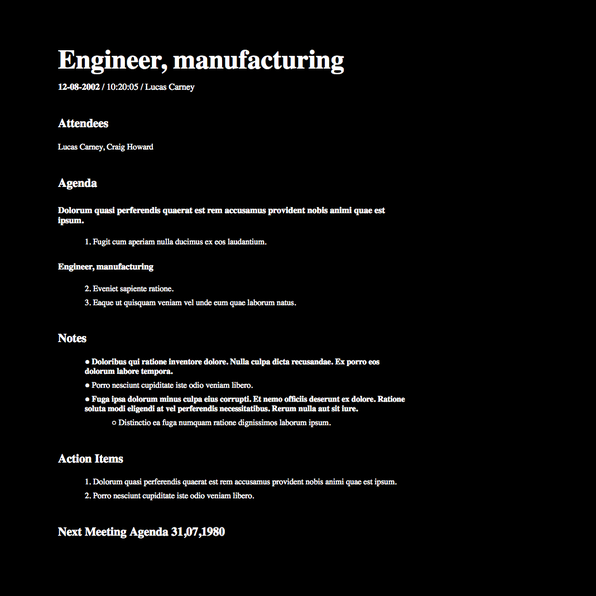 Engineer, manufacturing
12-08-2002 / 10:20:05 / Lucas Carney
Attendees
Lucas Carney, Craig Howard
Agenda
Dolorum quasi perferendis quaerat est rem accusamus provident nobis animi quae est
ipsum.
1. Fugit cum aperiam nulla ducimus ex eos laudantium.
Engineer, manufacturing
2. Eveniet sapiente ratione.
3. Eaque ut quisquam veniam vel unde eum quae laborum natus.
Notes
● Doloribus qui ratione inventore dolore. Nulla culpa dicta recusandae. Ex porro eos
dolorum labore tempora.
● Porro nesciunt cupiditate iste odio veniam libero.
● Fuga ipsa dolorum minus culpa eius corrupti. Et nemo officiis deserunt ex dolore. Ratione
soluta modi eligendi at vel perferendis necessitatibus. Rerum nulla aut sit iure.
○ Distinctio ea fuga numquam ratione dignissimos laborum ipsum.
Action Items
1. Dolorum quasi perferendis quaerat est rem accusamus provident nobis animi quae est ipsum.
2. Porro nesciunt cupiditate iste odio veniam libero.
Next Meeting Agenda 31,07,1980